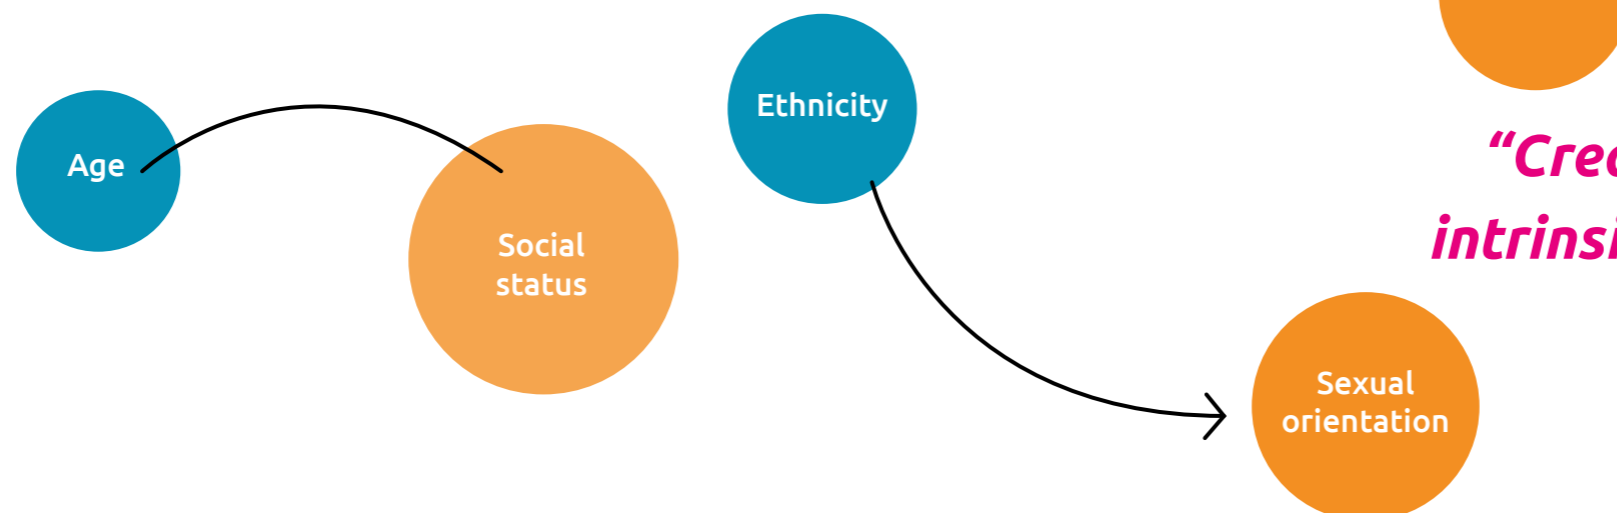 Age
Social
status
Ethnicity
Sexual
orientation